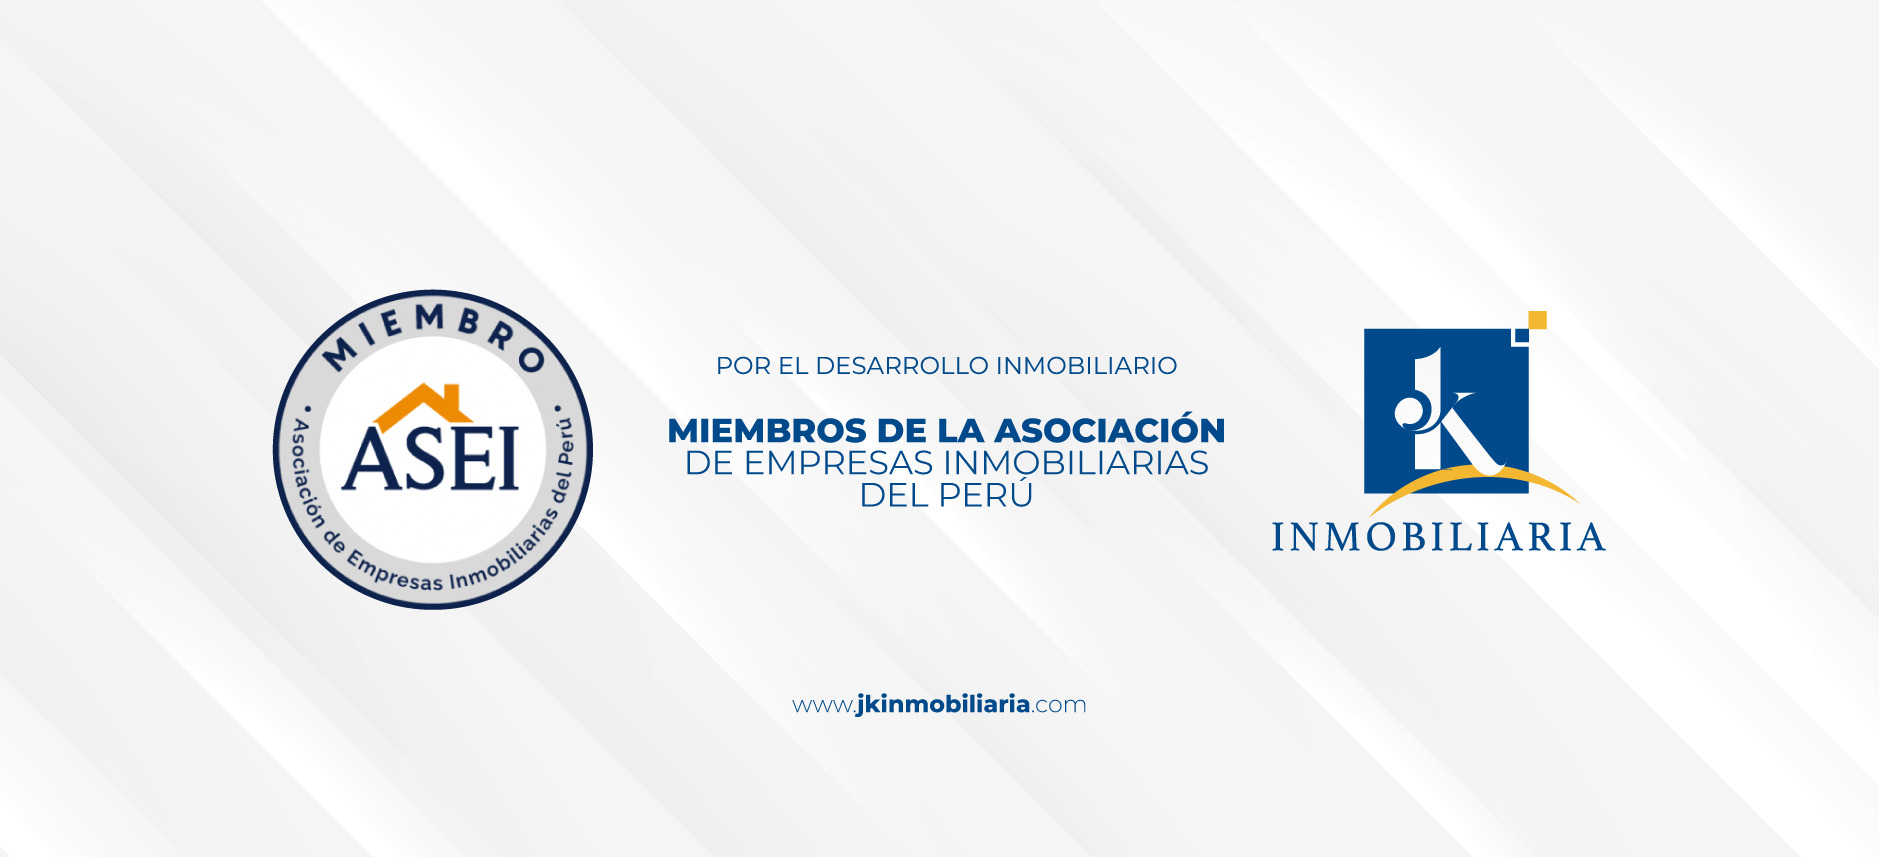 MIEMBRO
ASEI
• Asociación de Empresas Inmobiliarias del Perú •
POR EL DESARROLLO INMOBILIARIO
MIEMBROS DE LA ASOCIACIÓN
DE EMPRESAS INMOBILIARIAS
DEL PERÚ
jk
INMOBILIARIA
www.jkinmobiliaria.com